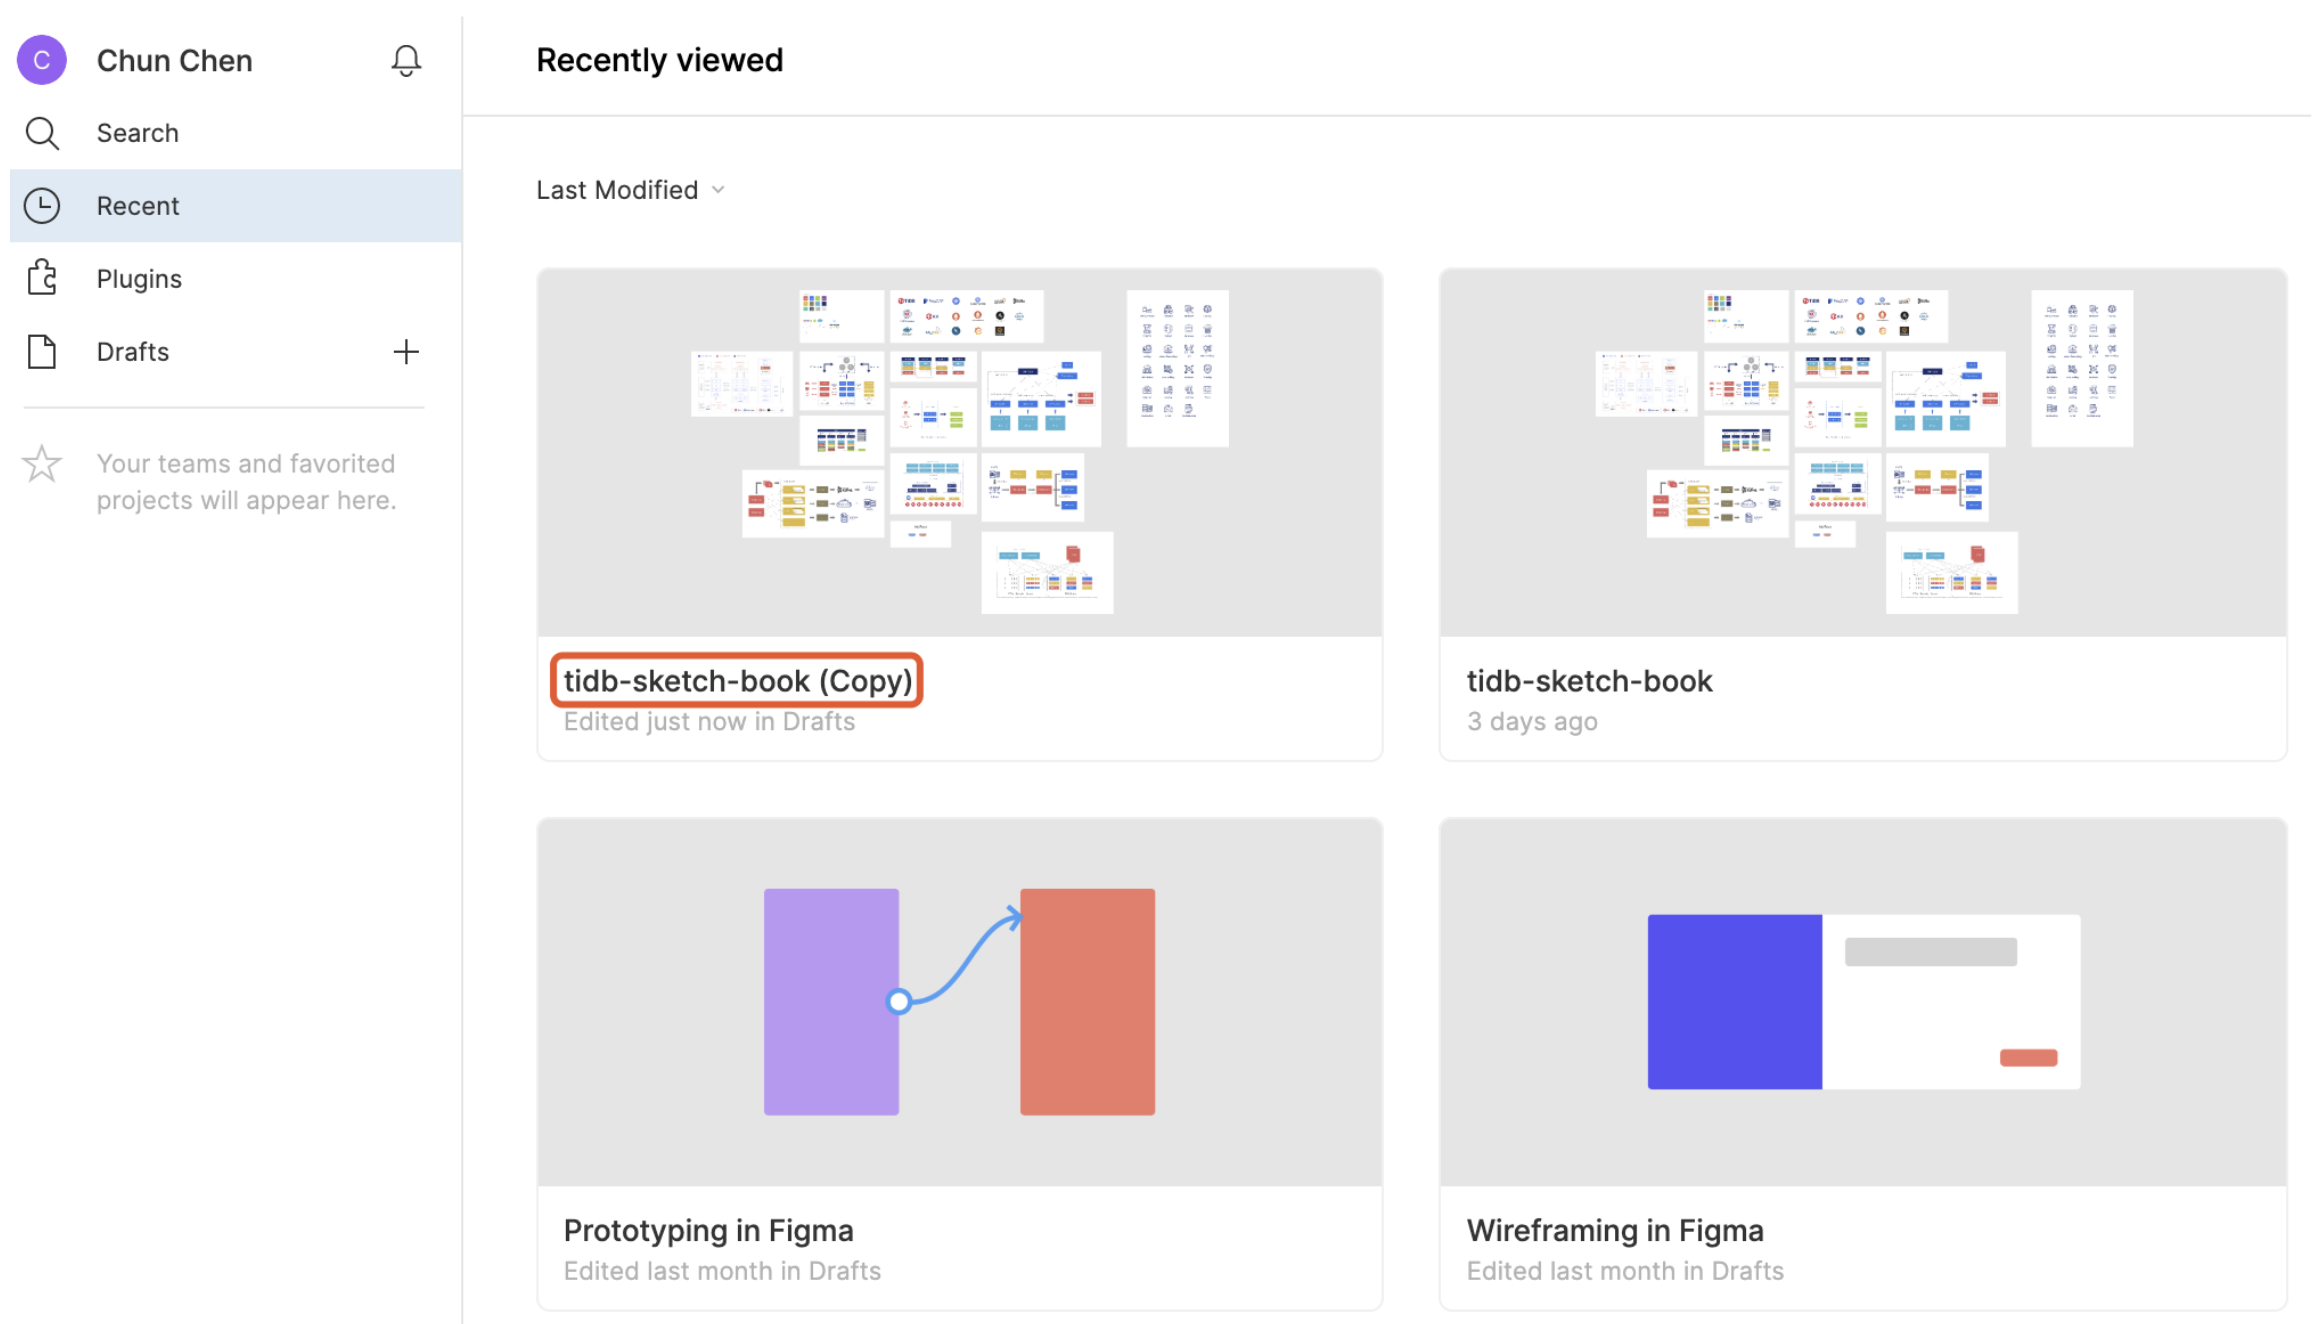 C
Chun Chen
Search
Recent
Plugins
Drafts
Your teams and favorited
projects will appear here.
Recently viewed
Last Modified
tidb-sketch-book (Copy)
Edited just now in Drafts
tidb-sketch-book
3 days ago
Prototyping in Figma
Edited last month in Drafts
Wireframing in Figma
Edited last month in Drafts